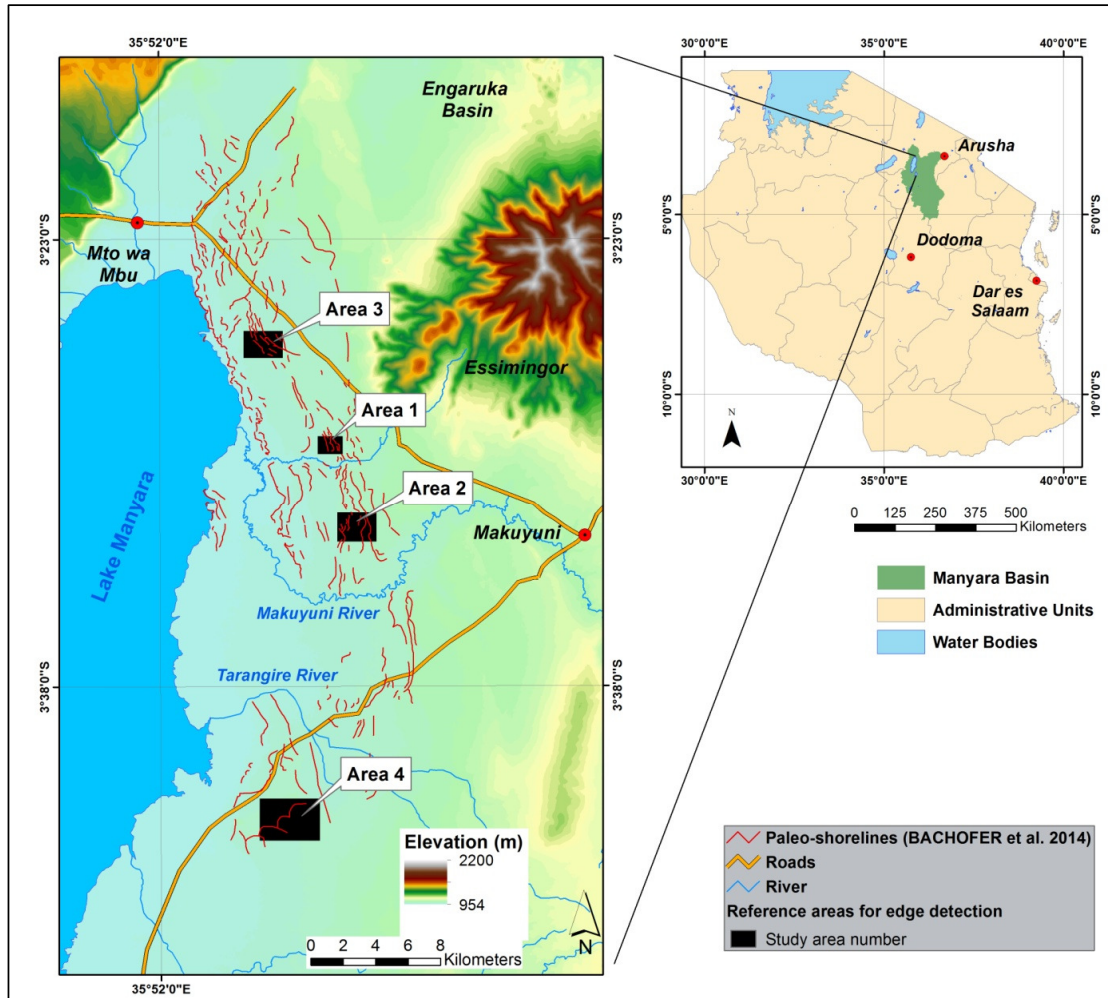 35°52'0"E
Engaruka
Basin
3°23'0"'S
3°23'0"'S
Mto wa
Mbu
Area 3
Essimingor
Area 1
Area 2
Makuyuni
Lake Manyara
Makuyuni River
Tarangire River
3°38'0"'S
3°38'0"'S
Area 4
Elevation (m)
2200
954
0 2 4 6 8
Kilometers
N
35°52'0"E
30°0'0"E
35°0'0"E
40°0'0"E
Arusha
5°0'0"S
5°0'0"S
Dodoma
Dar es
Salaam
10°0'0"S
10°0'0"S
N
30°0'0"E
35°0'0"E
40°0'0"E
0 125 250 375 500
Kilometers
Manyara Basin
Administrative Units
Water Bodies
Paleo-shorelines (BACHOFER et al. 2014)
Roads
River
Reference areas for edge detection
Study area number